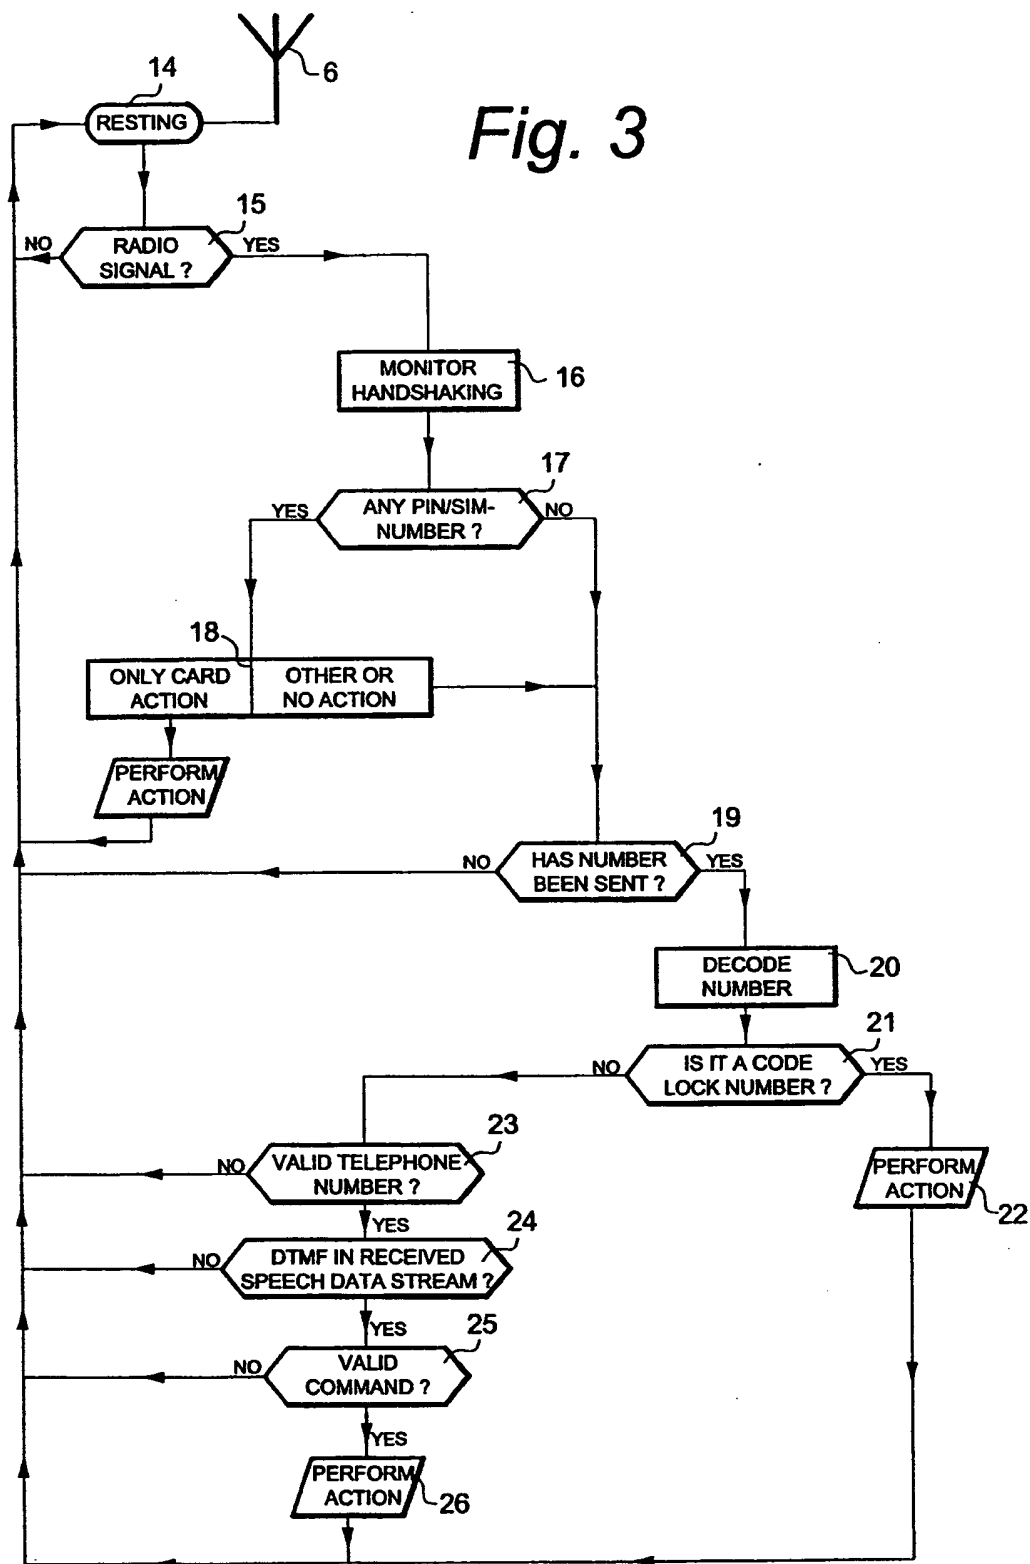 6
14
RESTING
Fig. 3
15
NO
RADIO
SIGNAL ?
YES
MONITOR
HANDSHAKING
16
17
YES
ANY PIN/SIM-
NUMBER ?
NO
18
ONLY CARD
ACTION
OTHER OR
NO ACTION
PERFORM
ACTION
19
NO
HAS NUMBER
BEEN SENT ?
YES
DECODE
NUMBER
20
21
NO
IS IT A CODE
LOCK NUMBER ?
YES
23
NO
VALID TELEPHONE
NUMBER ?
PERFORM
ACTION
22
YES
24
NO
DTMF IN RECEIVED
SPEECH DATA STREAM ?
YES
25
NO
VALID
COMMAND ?
YES
PERFORM
ACTION
26